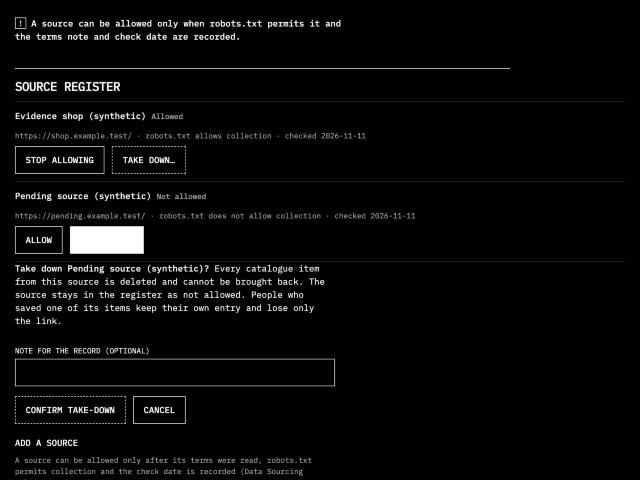 ! A source can be allowed only when robots.txt permits it and
the terms note and check date are recorded.
SOURCE REGISTER
Evidence shop (synthetic) Allowed
https://shop.example.test/ · robots.txt allows collection · checked 2026-11-11
STOP ALLOWING TAKE DOWN…
Pending source (synthetic) Not allowed
https://pending.example.test/ · robots.txt does not allow collection · checked 2026-11-11
ALLOW
Take down Pending source (synthetic)? Every catalogue item
from this source is deleted and cannot be brought back. The
source stays in the register as not allowed. People who
saved one of its items keep their own entry and lose only
the link.
NOTE FOR THE RECORD (OPTIONAL)
CONFIRM TAKE-DOWN CANCEL
ADD A SOURCE
A source can be allowed only after its terms were read, robots.txt
permits collection and the check date is recorded (Data Sourcing